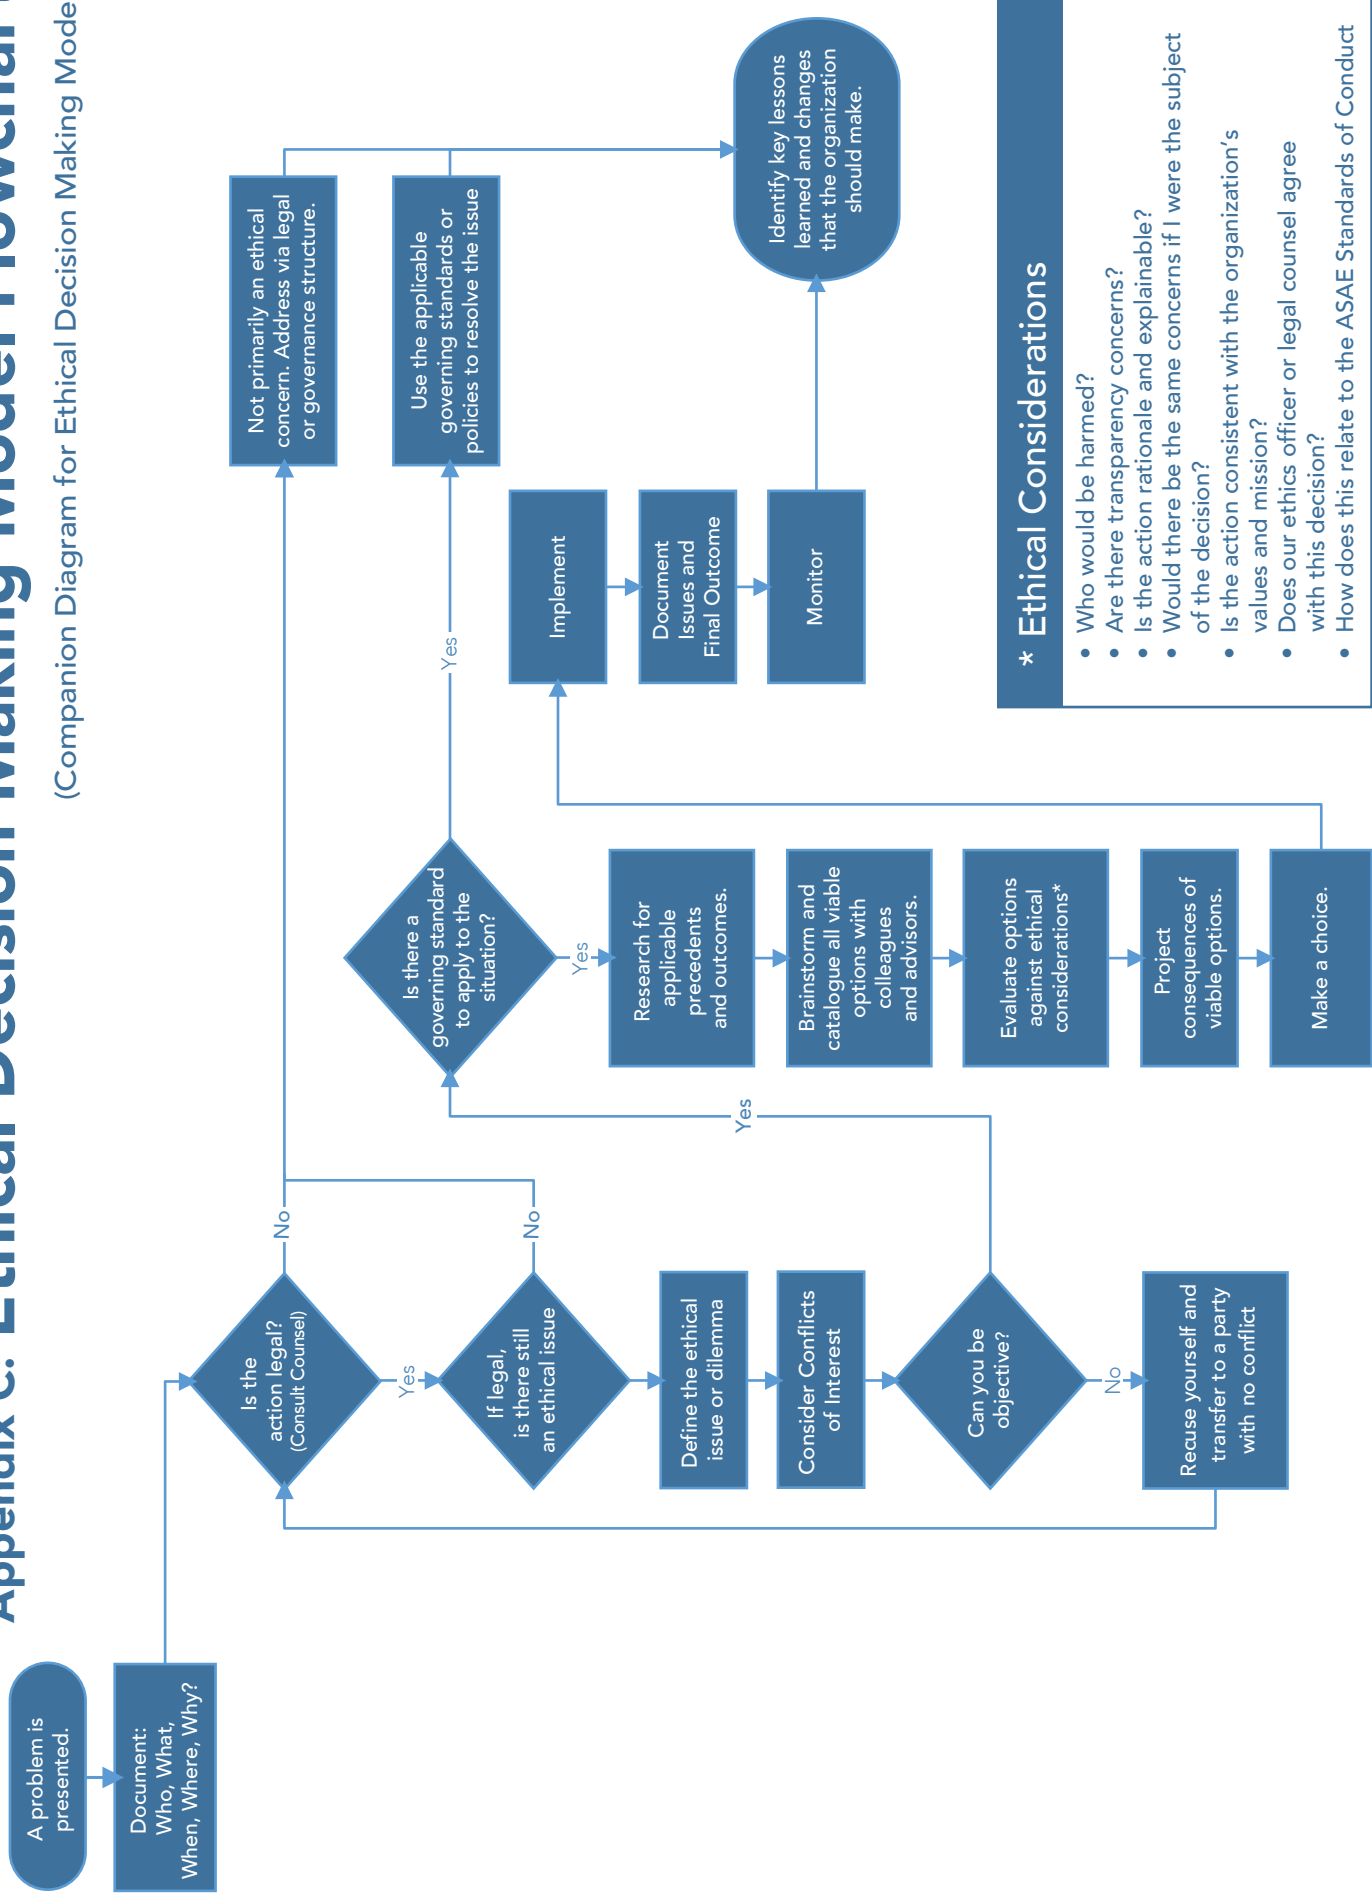 Appendix C. Ethical Decision Making Model Flowchart
(Companion Diagram for Ethical Decision Making Mode
A problem is
presented.
Document:
Who, What,
When, Where, Why?
Is the
action legal?
(Consult Counsel)
No
Yes
If legal,
is there still
an ethical issue
No
Define the ethical
issue or dilemma
Consider Conflicts
of Interest
Can you be
objective?
Yes
No
Recuse yourself and
transfer to a party
with no conflict
Is there a
governing standard
to apply to the
situation?
Yes
Yes
Research for
applicable
precedents
and outcomes.
Brainstorm and
catalogue all viable
options with
colleagues
and advisors.
Evaluate options
against ethical
considerations*
Project
consequences of
viable options.
Make a choice.
Not primarily an ethical
concern. Address via legal
or governance structure.
Use the applicable
governing standards or
policies to resolve the issue
Implement
Document
Issues and
Final Outcome
Monitor
Identify key lessons
learned and changes
that the organization
should make.
* Ethical Considerations
• Who would be harmed?
• Are there transparency concerns?
• Is the action rationale and explainable?
• Would there be the same concerns if I were the subject
of the decision?
• Is the action consistent with the organization's
values and mission?
• Does our ethics officer or legal counsel agree
with this decision?
• How does this relate to the ASAE Standards of Conduct